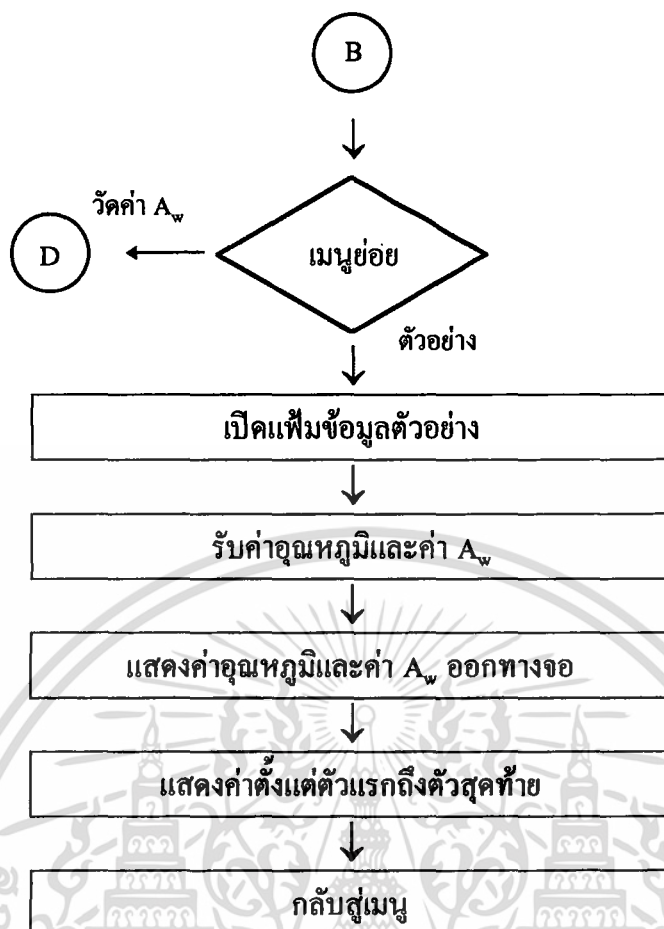 B
วัดค่า A_w
D
เมนูย่อย
ตัวอย่าง
เปิดแฟ้มข้อมูลตัวอย่าง
รับค่าอุณหภูมิและค่า A_w
แสดงค่าอุณหภูมิและค่า A_w ออกทางจอ
แสดงค่าตั้งแต่ตัวแรกถึงตัวสุดท้าย
กลับสู่เมนู